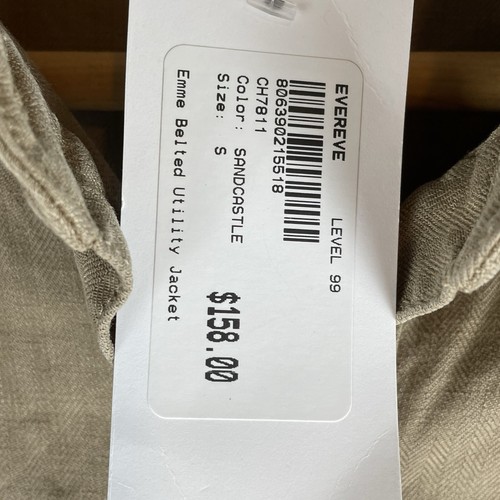 EVEREVE LEVEL 99
806390215518
CH7811
Color: SANDCASTLE
Size: S
$158.00
Emme Belted Utility Jacket